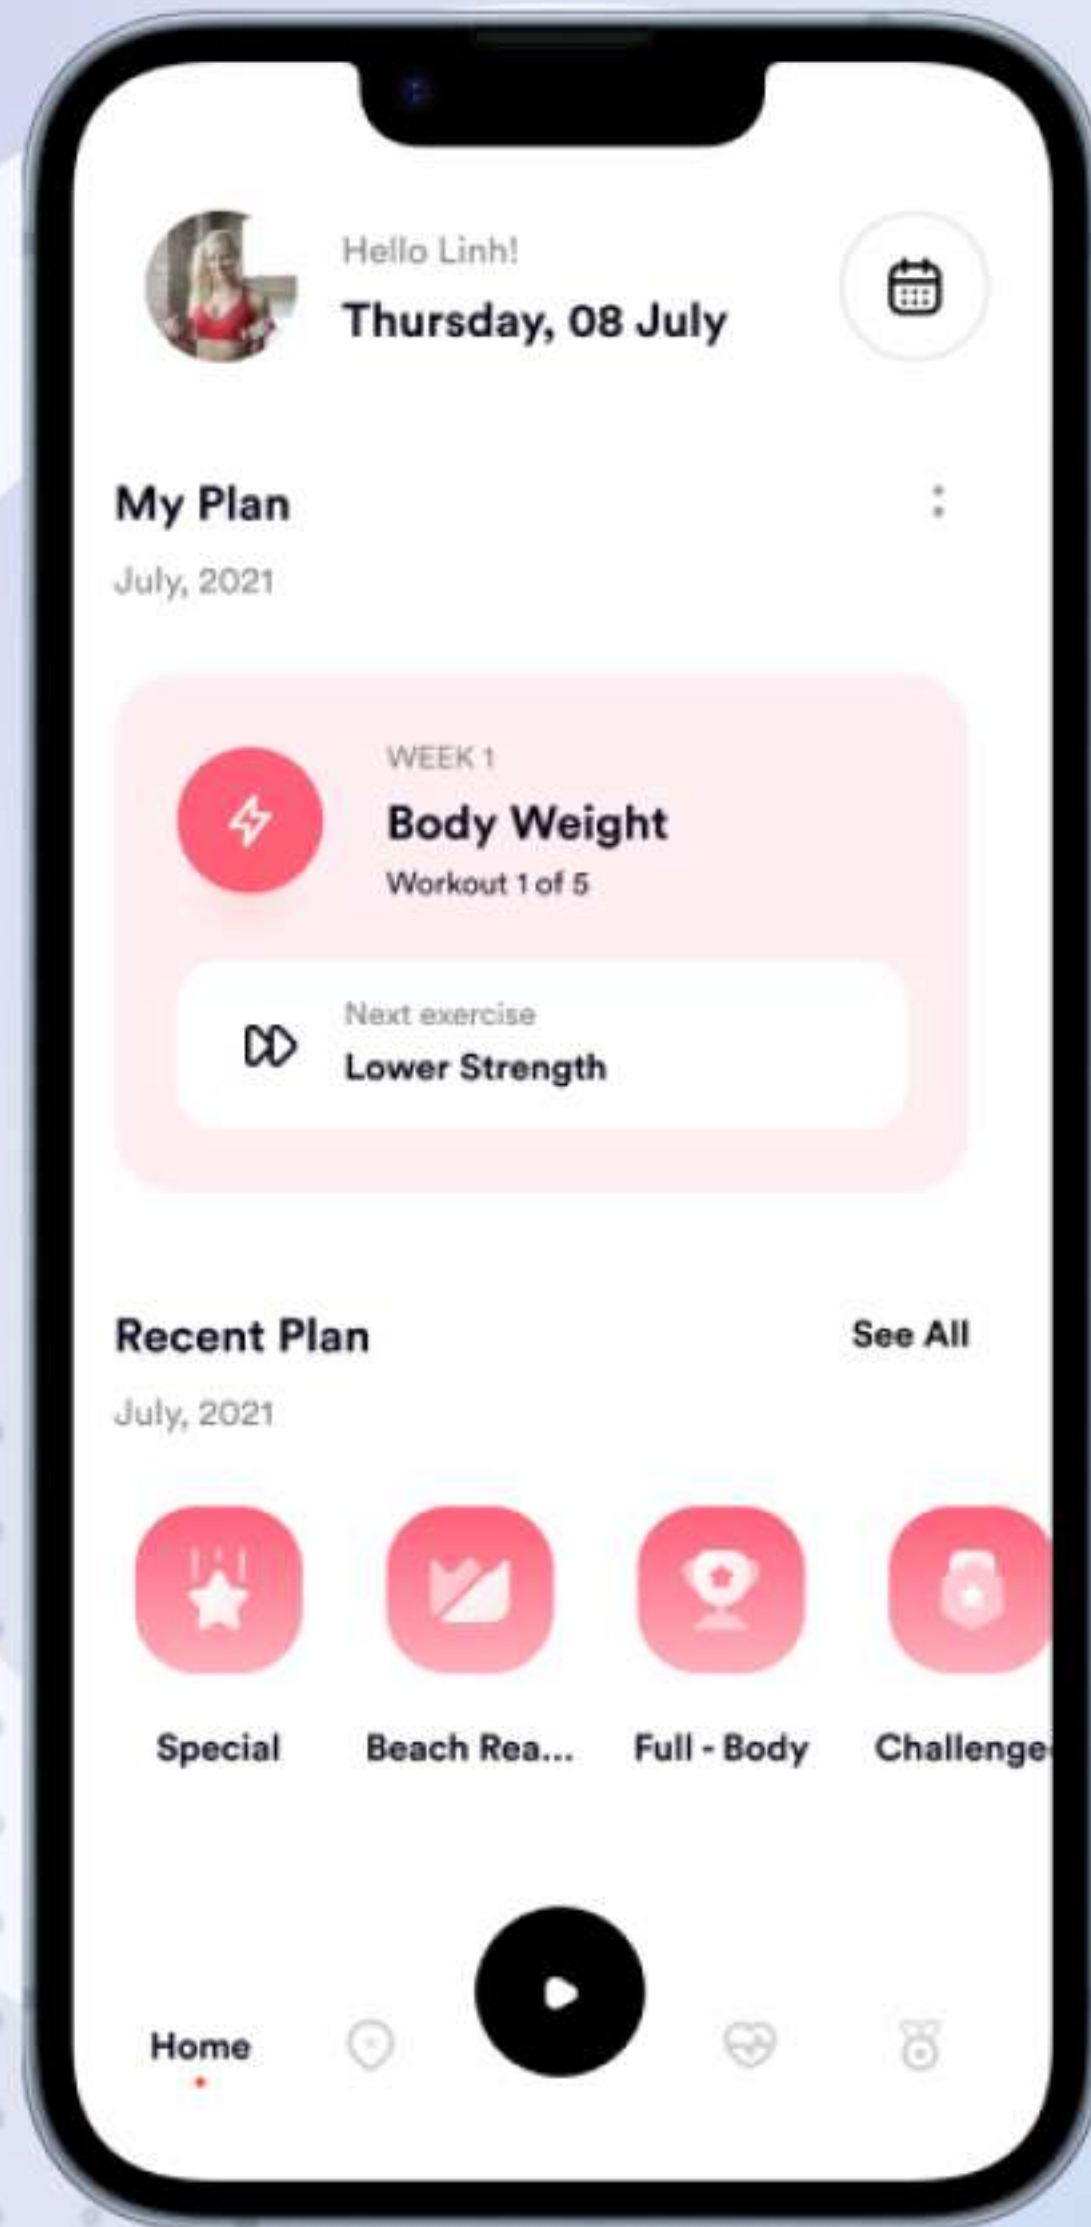 Hello Linh!
Thursday, 08 July
My Plan
July, 2021
WEEK 1
Body Weight
Workout 1 of 5
Next exercise
Lower Strength
Recent Plan
See All
July, 2021
Special
Beach Rea...
Full - Body
Challenge
Home